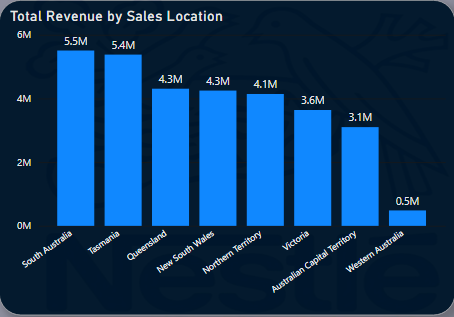 Total Revenue by Sales Location
6M
4M
2M
0M
5.5M
5.4M
4.3M
4.3M
4.1M
3.6M
3.1M
0.5M
South Australia
Tasmania
Queensland
New South Wales
Northern Territory
Victoria
Australian Capital Territory
Western Australia